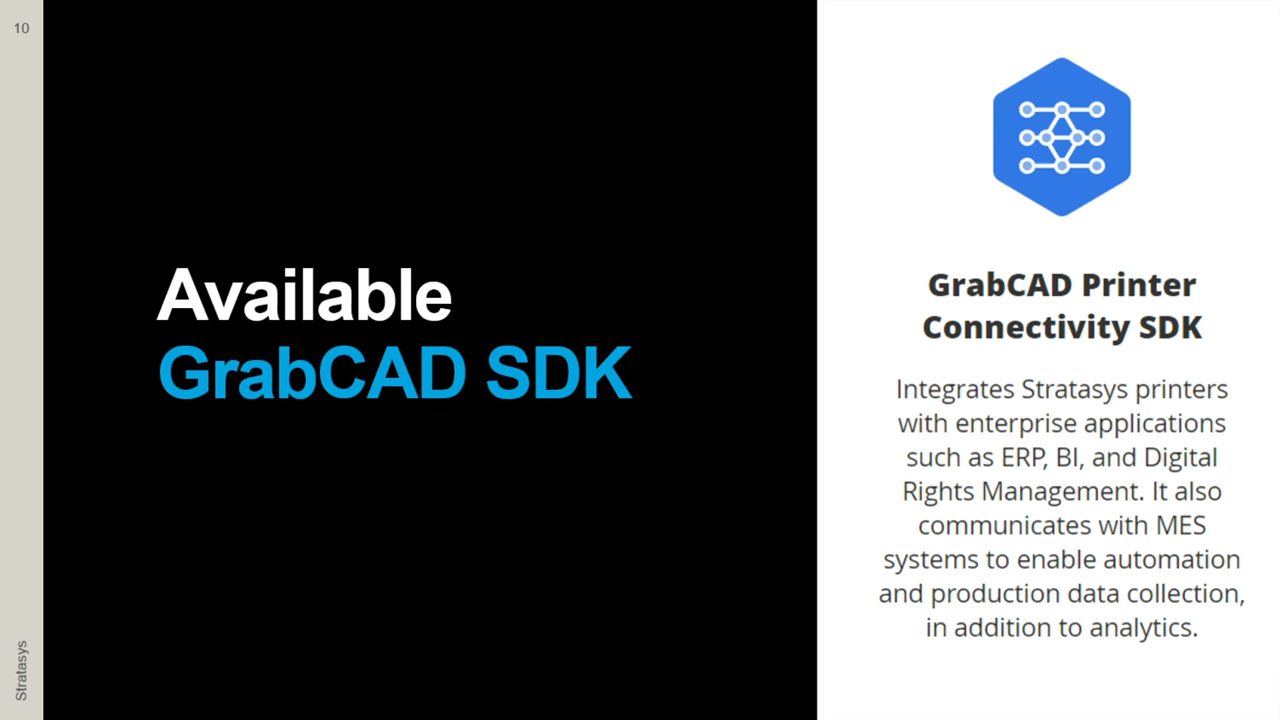 10
Available
GrabCAD SDK
GrabCAD Printer
Connectivity SDK
Integrates Stratasys printers
with enterprise applications
such as ERP, BI, and Digital
Rights Management. It also
communicates with MES
systems to enable automation
and production data collection,
in addition to analytics.
Stratasys